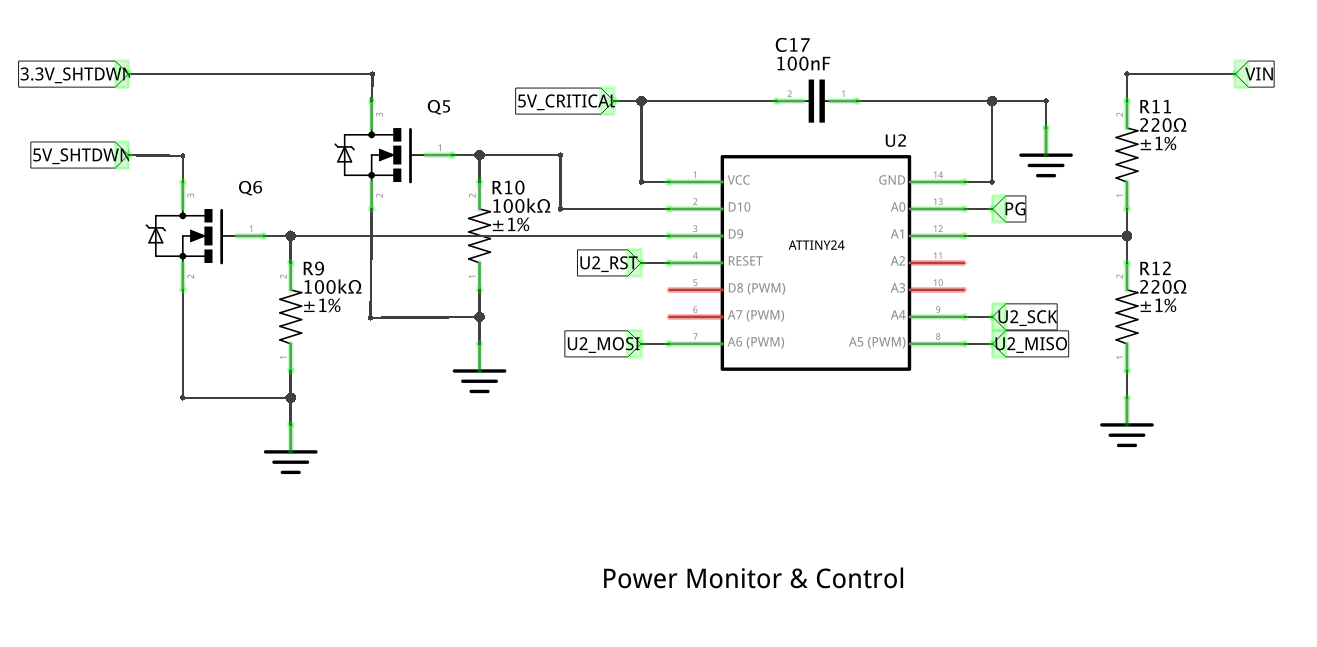 C17
100nF
3.3V_SHTDWN
VIN
2
1
5V_CRITICAL
Q5
R11
220Ω
±1%
2
3
U2
1
5V_SHTDWN
1
VCC
GND
14
Q6
R10
100kΩ
±1%
2
3
2
1
2
D10
A0
13
PG
1
3
D9
A1
12
ATTINY24
U2_RST
4
RESET
A2
11
R9
100kΩ
±1%
2
2
1
R12
220Ω
±1%
2
5
D8 (PWM)
A3
10
6
A7 (PWM)
A4
9
U2_SCK
U2_MOSI
7
A6 (PWM)
A5 (PWM)
8
U2_MISO
1
1
Power Monitor & Control